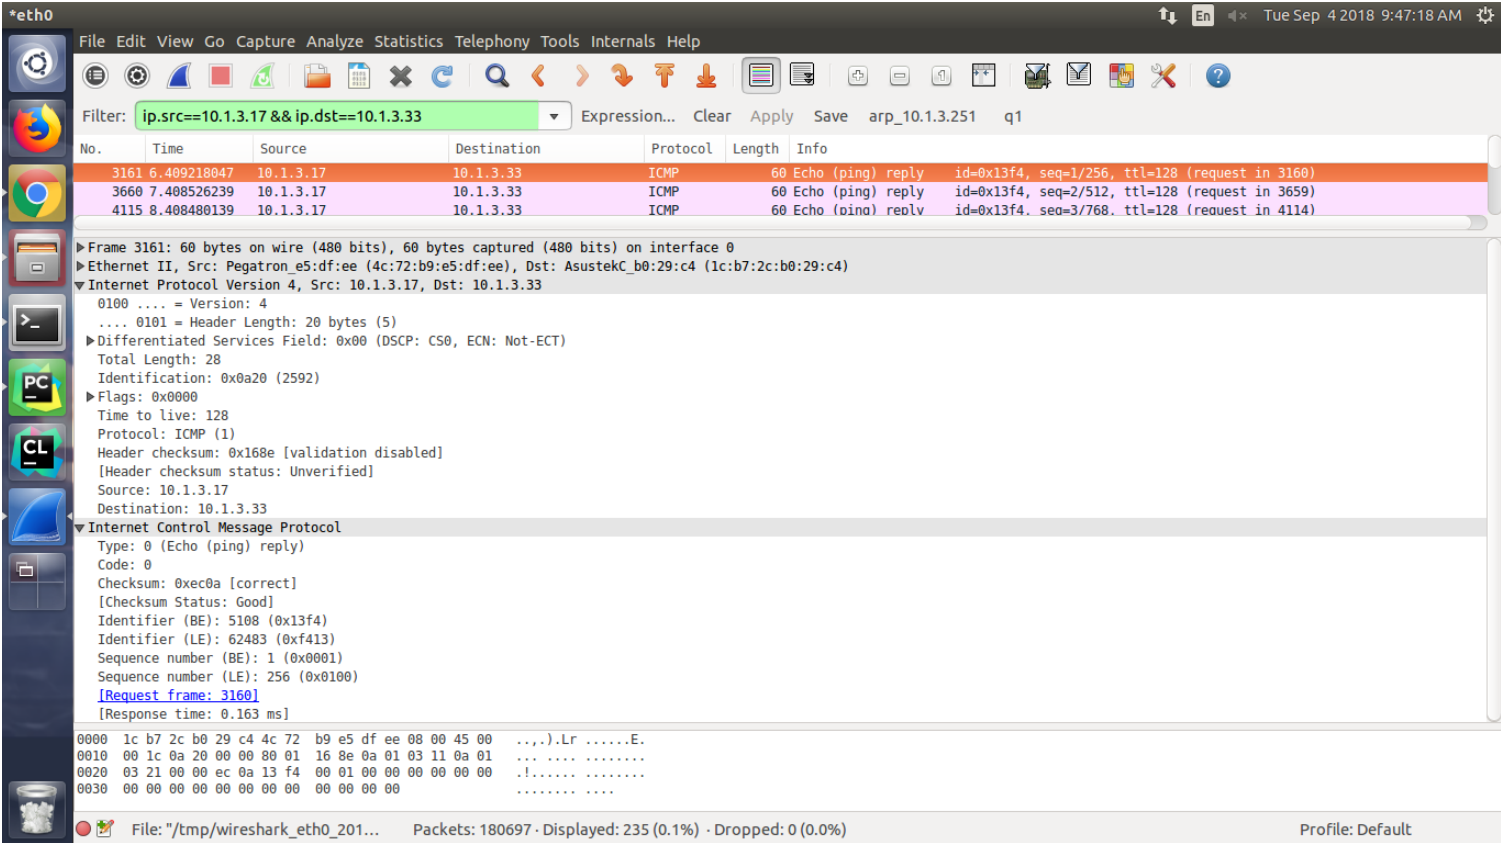 *eth0 En Tue Sep 4 2018 9:47:18 AM
File Edit View Go Capture Analyze Statistics Telephony Tools Internals Help
Filter: ip.src==10.1.3.17 && ip.dst==10.1.3.33 Expression... Clear Apply Save arp_10.1.3.251 q1
No. Time Source Destination Protocol Length Info
3161 6.409218047 10.1.3.17 10.1.3.33 ICMP 60 Echo (ping) reply id=0x13f4, seq=1/256, ttl=128 (request in 3160)
3660 7.408526239 10.1.3.17 10.1.3.33 ICMP 60 Echo (ping) reply id=0x13f4, seq=2/512, ttl=128 (request in 3659)
4115 8.408480139 10.1.3.17 10.1.3.33 ICMP 60 Echo (ping) reply id=0x13f4, seq=3/768, ttl=128 (request in 4114)
Frame 3161: 60 bytes on wire (480 bits), 60 bytes captured (480 bits) on interface 0
Ethernet II, Src: Pegatron_e5:df:ee (4c:72:b9:e5:df:ee), Dst: AsustekC_b0:29:c4 (1c:b7:2c:b0:29:c4)
Internet Protocol Version 4, Src: 10.1.3.17, Dst: 10.1.3.33
0100 .... = Version: 4
.... 0101 = Header Length: 20 bytes (5)
Differentiated Services Field: 0x00 (DSCP: CS0, ECN: Not-ECT)
Total Length: 28
Identification: 0x0a20 (2592)
Flags: 0x0000
Time to live: 128
Protocol: ICMP (1)
Header checksum: 0x168e [validation disabled]
[Header checksum status: Unverified]
Source: 10.1.3.17
Destination: 10.1.3.33
Internet Control Message Protocol
Type: 0 (Echo (ping) reply)
Code: 0
Checksum: 0xec0a [correct]
[Checksum Status: Good]
Identifier (BE): 5108 (0x13f4)
Identifier (LE): 62483 (0xf413)
Sequence number (BE): 1 (0x0001)
Sequence number (LE): 256 (0x0100)
[Request frame: 3160]
[Response time: 0.163 ms]
0000 1c b7 2c b0 29 c4 4c 72 b9 e5 df ee 08 00 45 00 ..,.).Lr ......E.
0010 00 1c 0a 20 00 00 80 01 16 8e 0a 01 03 11 0a 01 ... .... ........
0020 03 21 00 00 ec 0a 13 f4 00 01 00 00 00 00 00 00 .!...... ........
0030 00 00 00 00 00 00 00 00 00 00 00 00 ........ ....
File: "/tmp/wireshark_eth0_201... Packets: 180697 · Displayed: 235 (0.1%) · Dropped: 0 (0.0%) Profile: Default
PC
CL